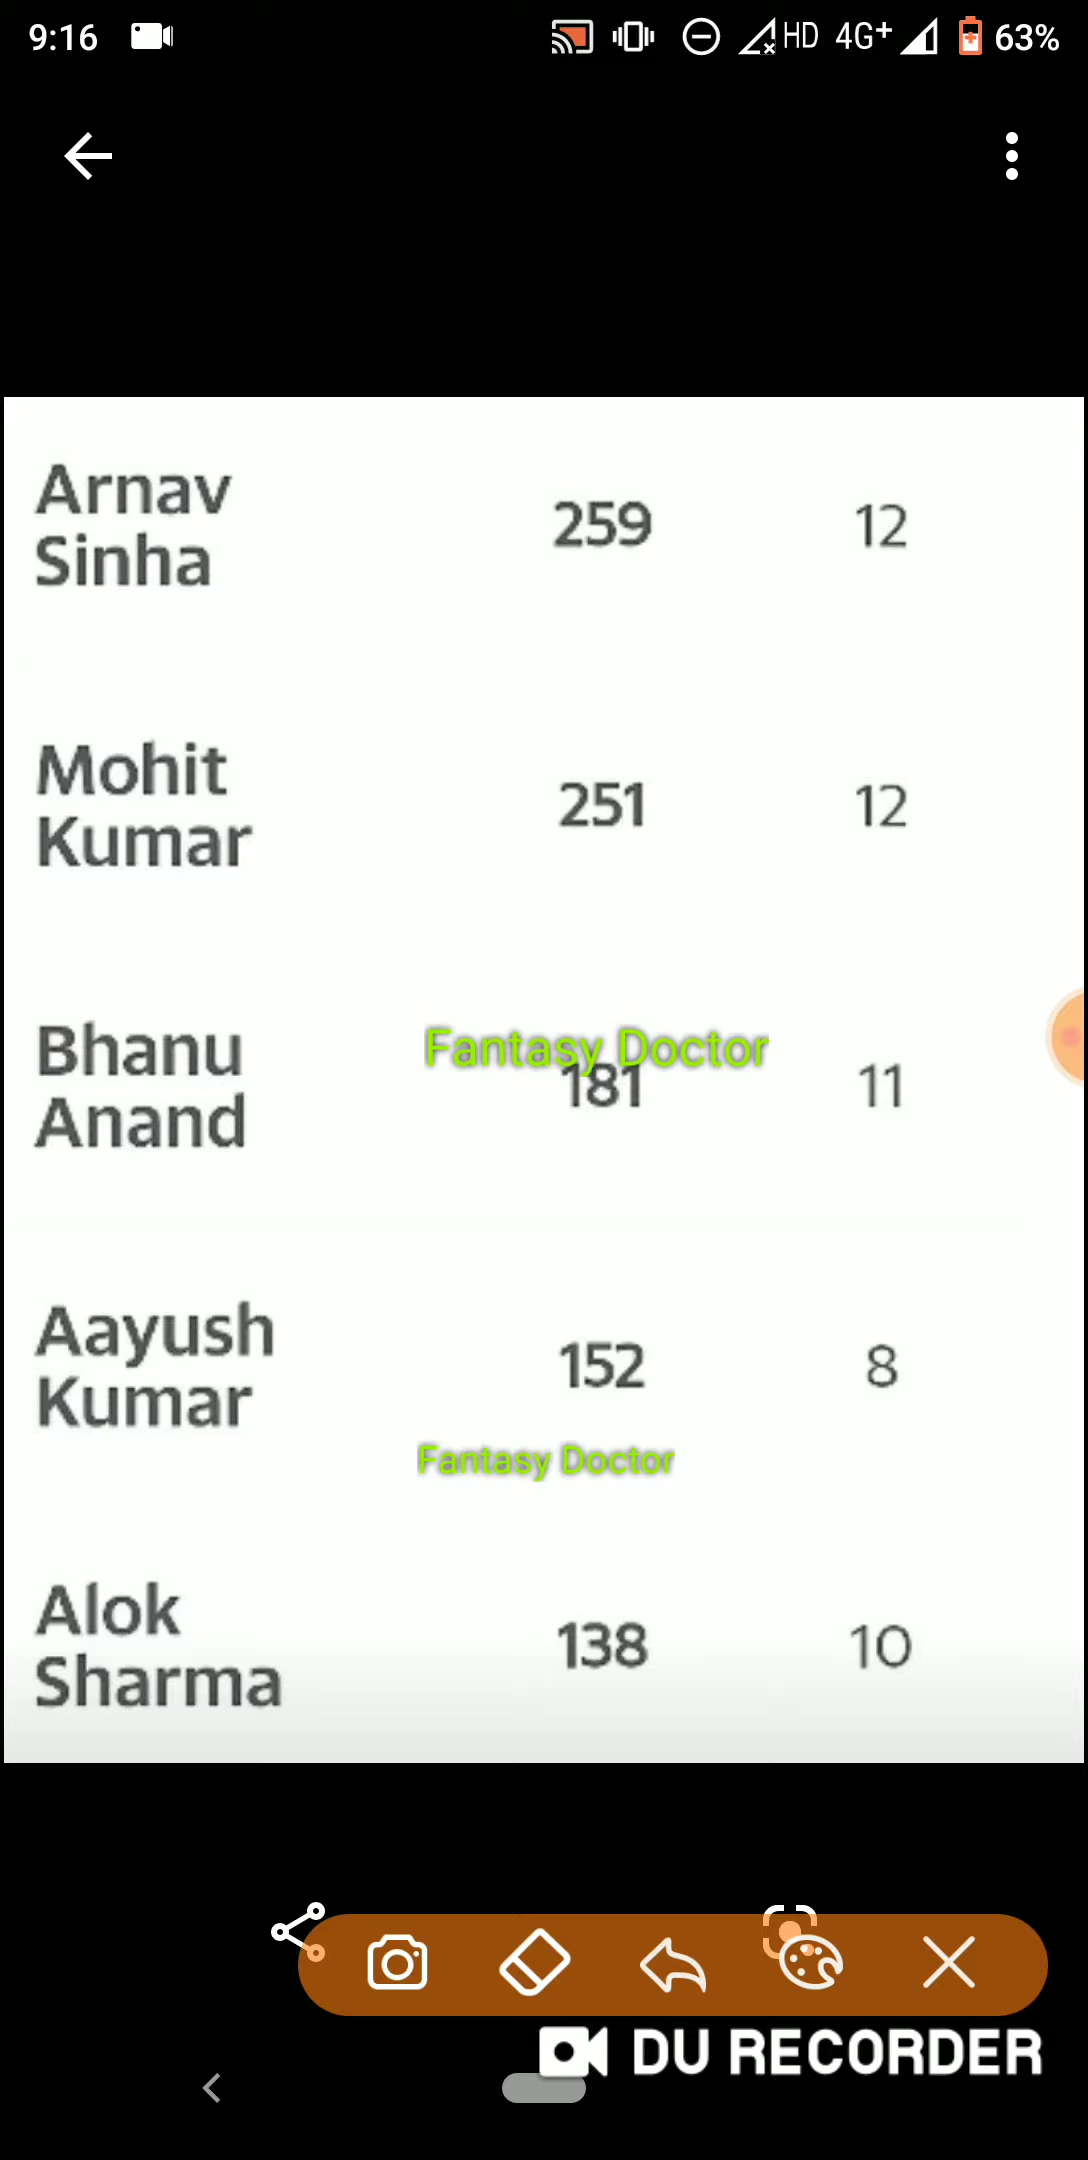 9:16 HD 4G+ 63%
Arnav
Sinha
259 12
Mohit
Kumar
251 12
Bhanu
Anand
Fantasy Doctor
181 11
Aayush
Kumar
152 8
Fantasy Doctor
Alok
Sharma
138 10
DU RECORDER